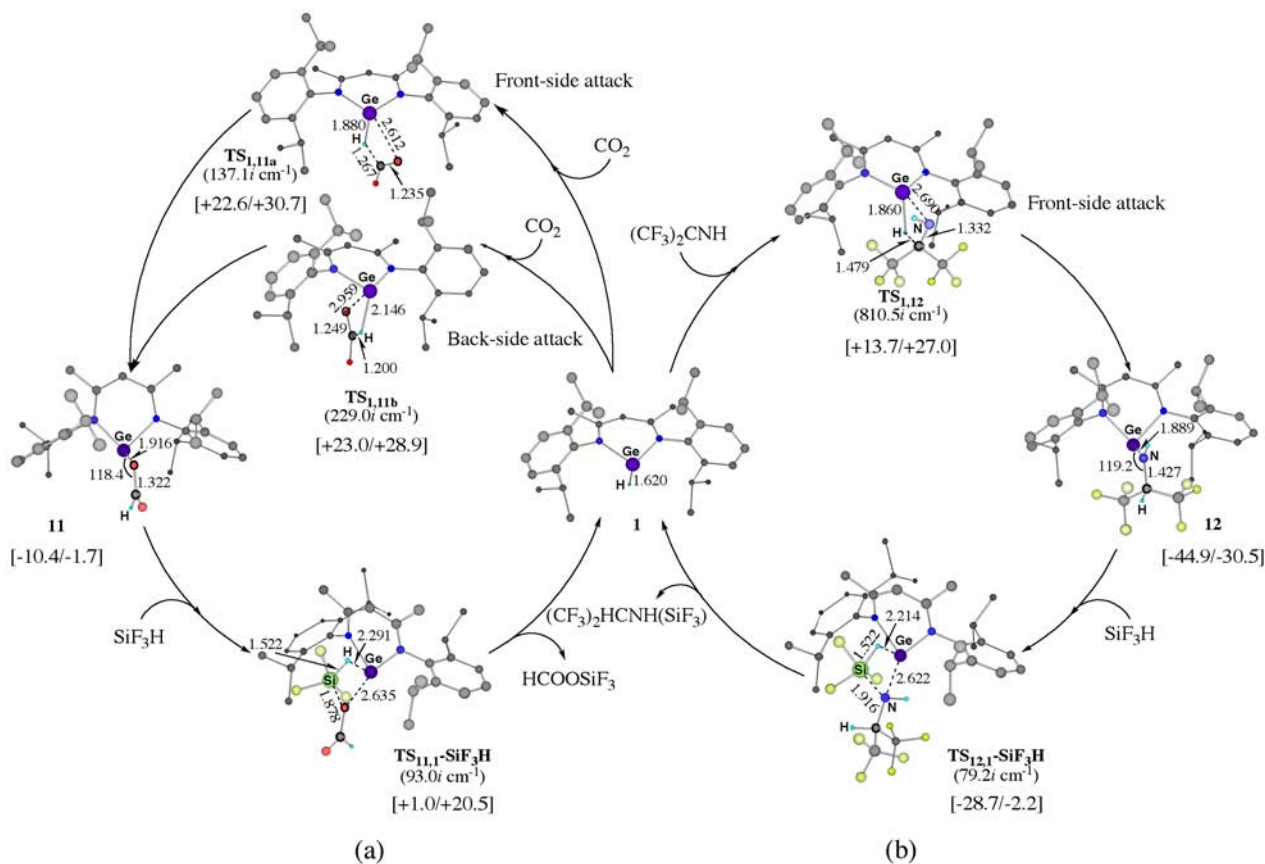 Ge
1.880
2.612
H
1.267
1.235
TS1,11a
(137.1i cm-1)
[+22.6/+30.7]
Front-side attack
CO2
CO2
Ge
2.959
2.146
1.249
H
1.200
Back-side attack
TS1,11b
(229.0i cm-1)
[+23.0/+28.9]
Ge
1.916
118.4
1.322
H
11
[-10.4/-1.7]
SiF3H
1.522
H
2.291
Ge
Si
2.635
1.878
TS11,1-SiF3H
(93.0i cm-1)
[+1.0/+20.5]
HCOOSiF3
(CF3)2HCNH(SiF3)
Ge
H
1.620
1
(CF3)2CNH
Ge
2.690
1.860
N
H
1.332
1.479
TS1,12
(810.5i cm-1)
[+13.7/+27.0]
Front-side attack
Ge
1.889
N
119.2
1.427
H
12
[-44.9/-30.5]
SiF3H
2.214
1.522
Ge
Si
2.622
1.916
N
H
TS12,1-SiF3H
(79.2i cm-1)
[-28.7/-2.2]
(a)
(b)